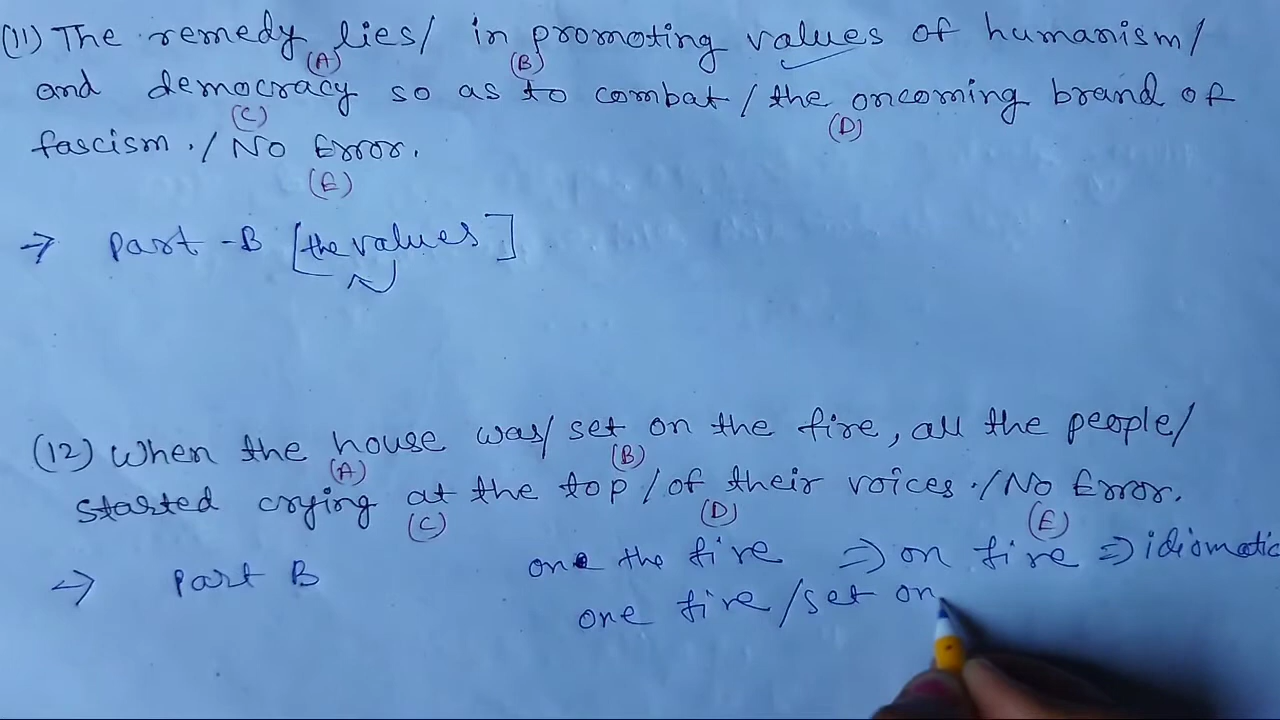 (11) The remedy lies/ in promoting values of humanism/
(A) (B)
and democracy so as to combat / the oncoming brand of
(C) (D)
fascism ./ No Error.
(E)
→ Part -B [the values]
(12) When the house was/ set on the fire, all the people/
(A) (B)
started crying at the top / of their voices ./ No Error.
(C) (D) (E)
→ Part B one the fire ⇒ on fire ⇒ idiomatic
one fire /set on